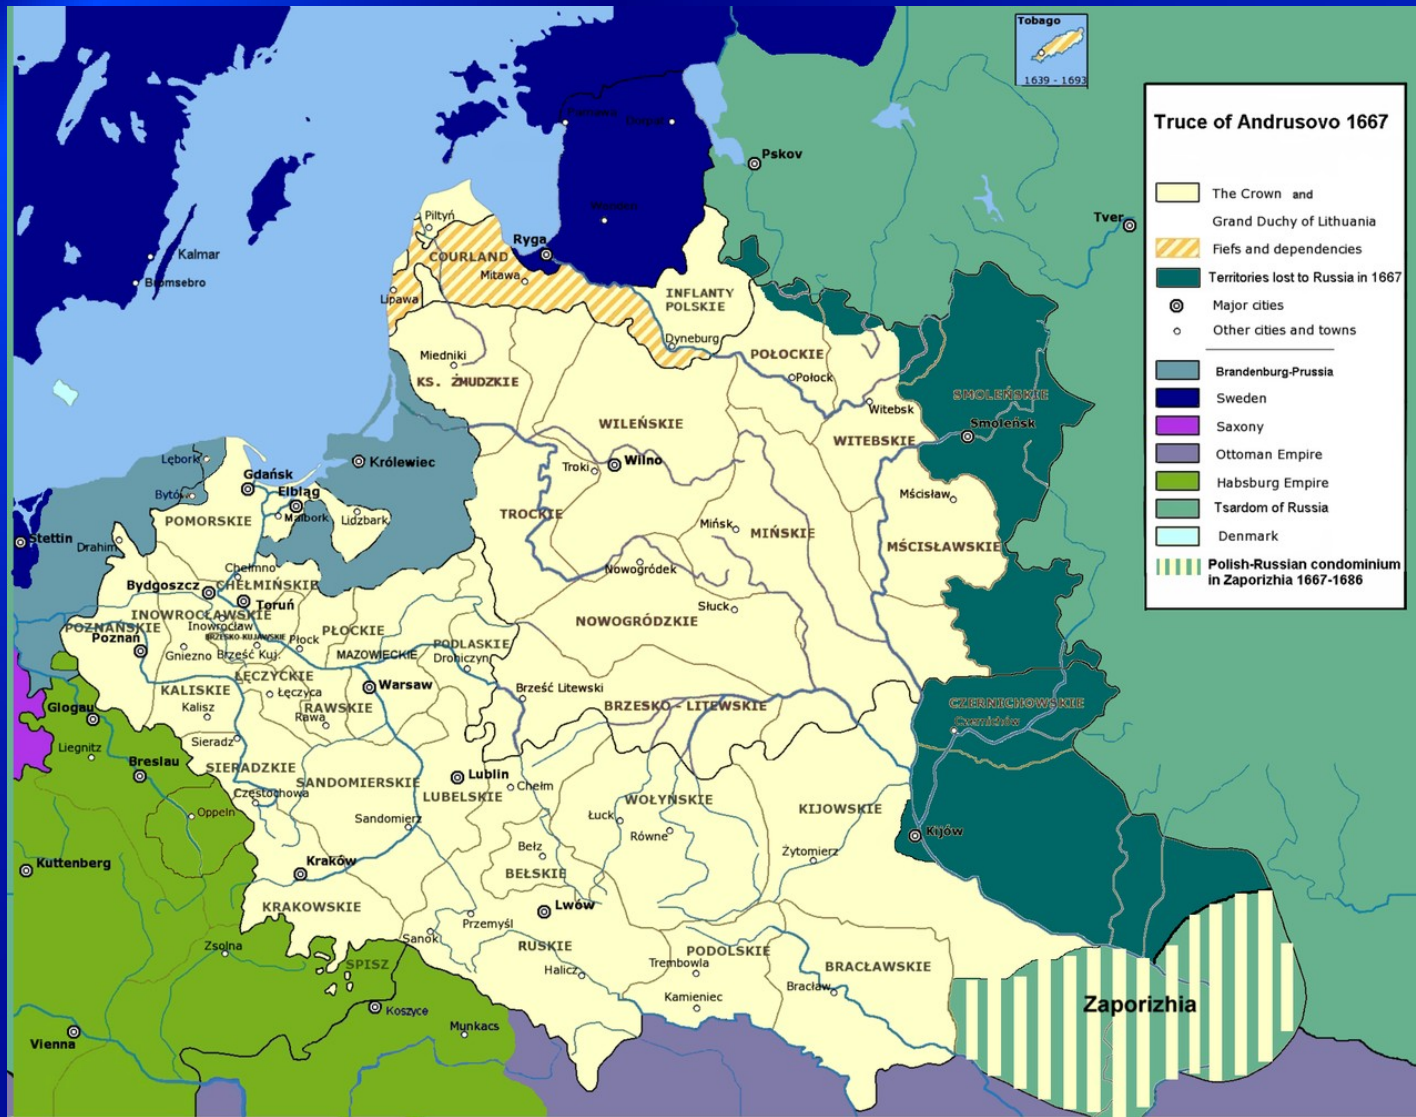 Tobago
1639 - 1693
Truce of Andrusovo 1667
The Crown and
Grand Duchy of Lithuania
Fiefs and dependencies
Territories lost to Russia in 1667
Major cities
Other cities and towns
Brandenburg-Prussia
Sweden
Saxony
Ottoman Empire
Habsburg Empire
Tsardom of Russia
Denmark
Polish-Russian condominium
in Zaporizhia 1667-1686
Dorpat
Pskov
Wenden
Tver
Piltyń
Ryga
Kalmar
COURLAND
Mitawa
Bromsebro
Lipawa
INFLANTY
POLSKIE
Dyneburg
Miedniki
POŁOCKIE
KS. ŻMUDZKIE
Połock
SMOLEŃSKIE
Witebsk
WILEŃSKIE
Smoleńsk
WITEBSKIE
Lębork
Królewiec
Troki
Wilno
Gdańsk
Bytów
Elbląg
Mścisław
POMORSKIE
Malbork
Lidzbark
TROCKIE
Mińsk
MIŃSKIE
Stettin
Drahim
MŚCISŁAWSKIE
Chełmno
Nowogródek
Bydgoszcz
CHEŁMIŃSKIE
Toruń
Słuck
INOWROCŁAWSKIE
Inowrocław
NOWOGRÓDZKIE
POZNAŃSKIE
PŁOCKIE
BRZESKO-KUJAWSKIE
Poznan
Płock
PODLASKIE
Gniezno
Brześć Kuj.
MAZOWIECKIE
Drohiczyn
ŁĘCZYCKIE
KALISKIE
Łęczyca
Warsaw
Brześć Litewski
Kalisz
RAWSKIE
BRZESKO - LITEWSKIE
CZERNICHOWSKIE
Glogau
Rawa
Czernichów
Liegnitz
Sieradz
Breslau
SIERADZKIE
SANDOMIERSKIE
Lublin
LUBELSKIE
Chełm
Częstochowa
WOŁYŃSKIE
KIJOWSKIE
Oppeln
Sandomierz
Łuck
Równe
Kijów
Bełz
Żytomierz
Kuttenberg
Kraków
BEŁSKIE
KRAKOWSKIE
Lwów
Przemyśl
Sanok
Zsolna
RUSKIE
PODOLSKIE
SPISZ
Halicz
Trembowla
BRACŁAWSKIE
Bracław
Kamieniec
Zaporizhia
Koszyce
Munkacs
Vienna